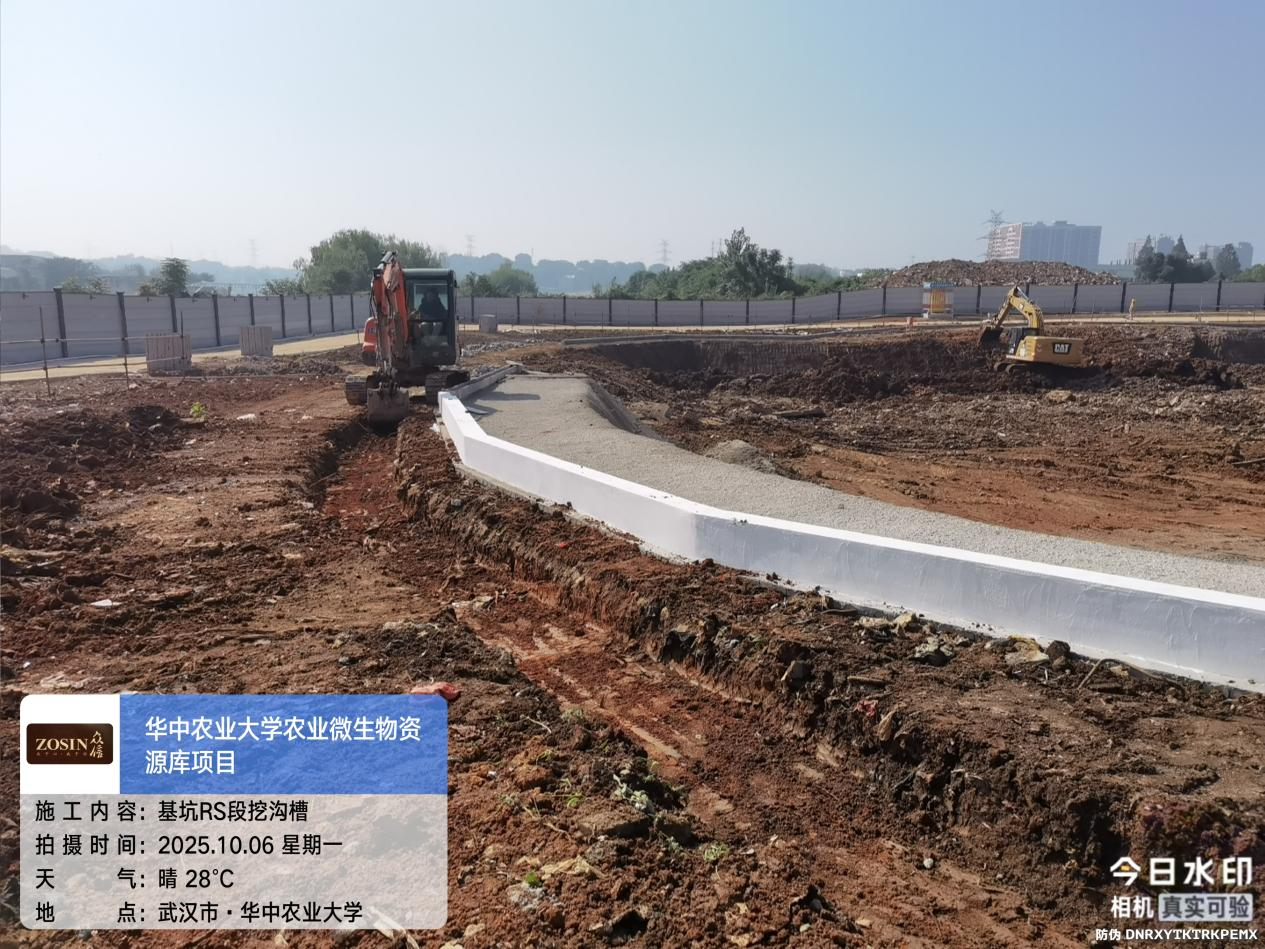 ZOSIN 众信
华中农业大学农业微生物资
源库项目
施工内容：基坑RS段挖沟槽
拍摄时间：2025.10.06 星期一
天气：晴 28°C
地点：武汉市·华中农业大学
CAT
今日水印
相机 真实可验
防伪 DNRXYTKTRKPEMX